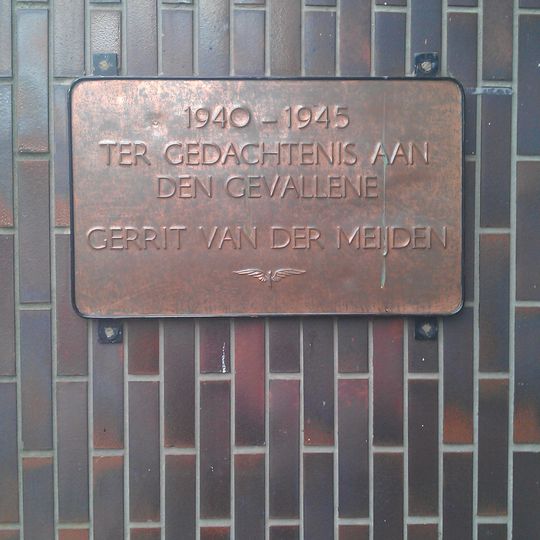 1940 - 1945
TER GEDACHTENIS AAN
DEN GEVALLENE
GERRIT VAN DER MEIJDEN